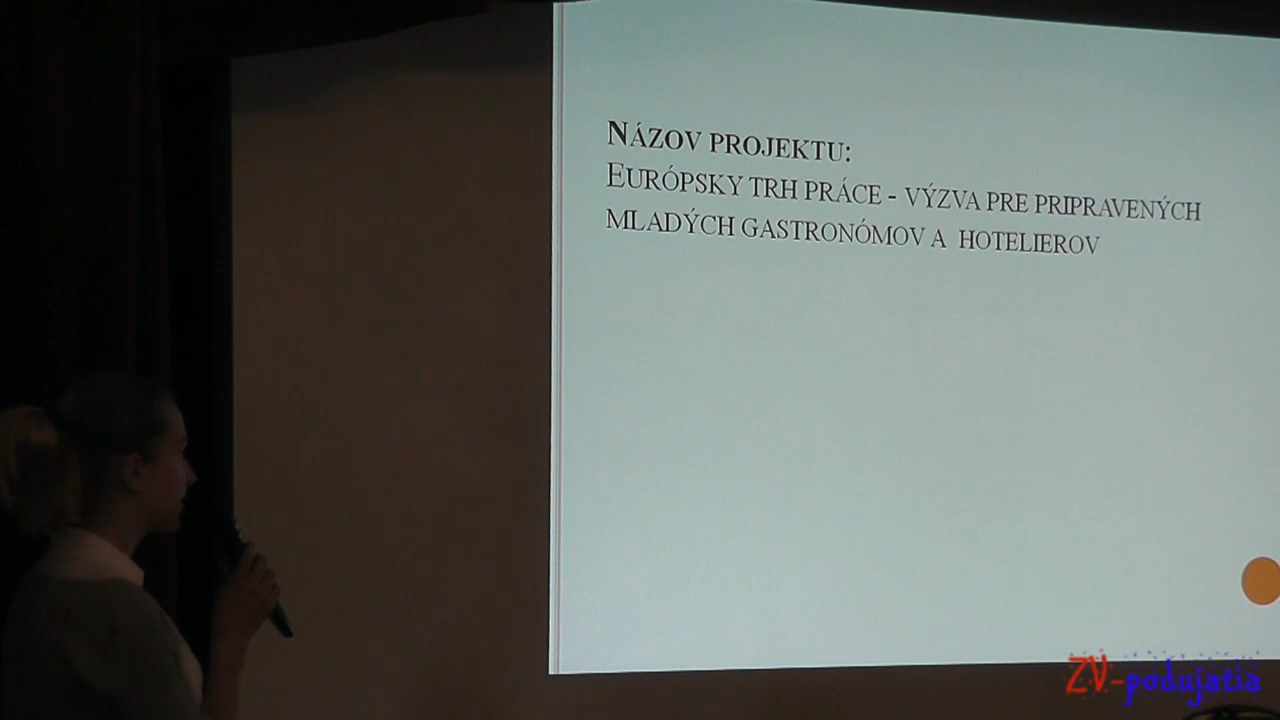 NÁZOV PROJEKTU:
EURÓPSKY TRH PRÁCE - VÝZVA PRE PRIPRAVENÝCH
MLADÝCH GASTRONÓMOV A HOTELIEROV
ZV-podujatia